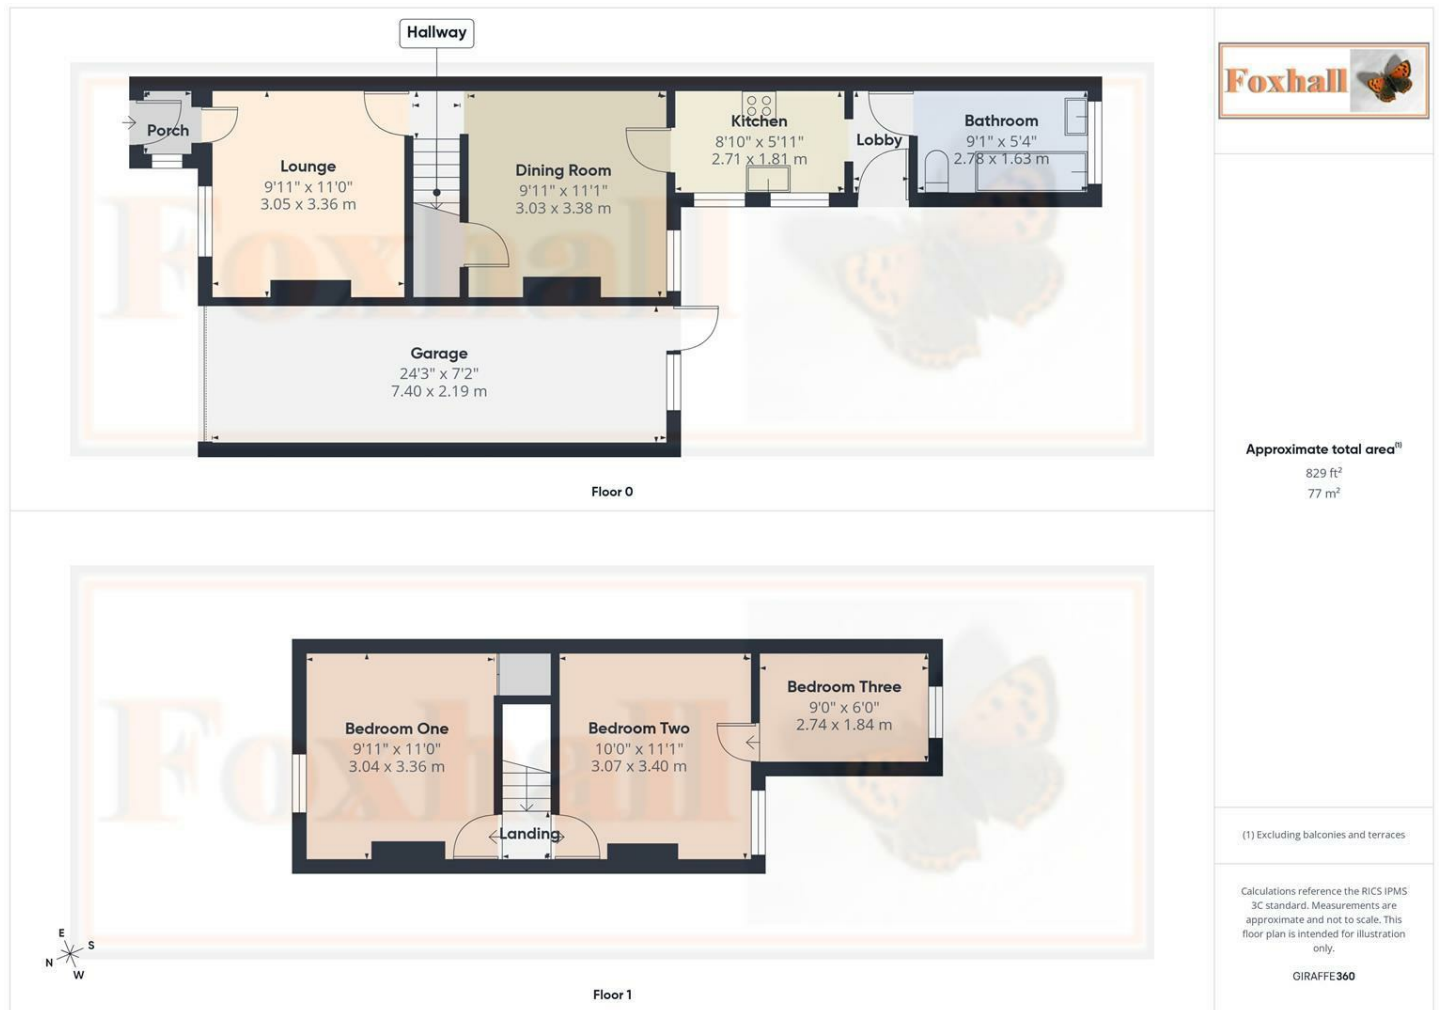 Hallway
Foxhall
Porch
Lounge
9'11" x 11'0"
3.05 x 3.36 m
Dining Room
9'11" x 11'1"
3.03 x 3.38 m
Kitchen
8'10" x 5'11"
2.71 x 1.81 m
Lobby
Bathroom
9'1" x 5'4"
2.78 x 1.63 m
Foxhall
Garage
24'3" x 7'2"
7.40 x 2.19 m
Floor 0
Approximate total area(1)
829 ft²
77 m²
Bedroom One
9'11" x 11'0"
3.04 x 3.36 m
Bedroom Two
10'0" x 11'1"
3.07 x 3.40 m
Bedroom Three
9'0" x 6'0"
2.74 x 1.84 m
Foxhall
Landing
(1) Excluding balconies and terraces
Calculations reference the RICS IPMS
3C standard. Measurements are
approximate and not to scale. This
floor plan is intended for illustration
only.
GIRAFFE360
E
S
N
W
Floor 1